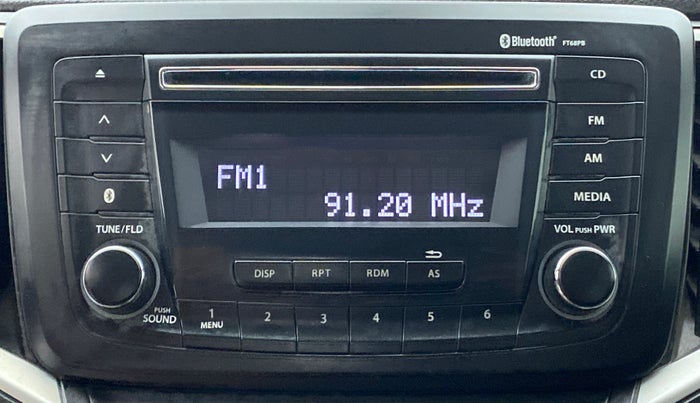 Bluetooth® FT68PB
CD
FM
AM
MEDIA
FM1
91.20 MHz
TUNE/FLD
VOL PUSH PWR
DISP RPT RDM AS
PUSH
SOUND
1 2 3 4 5 6
MENU